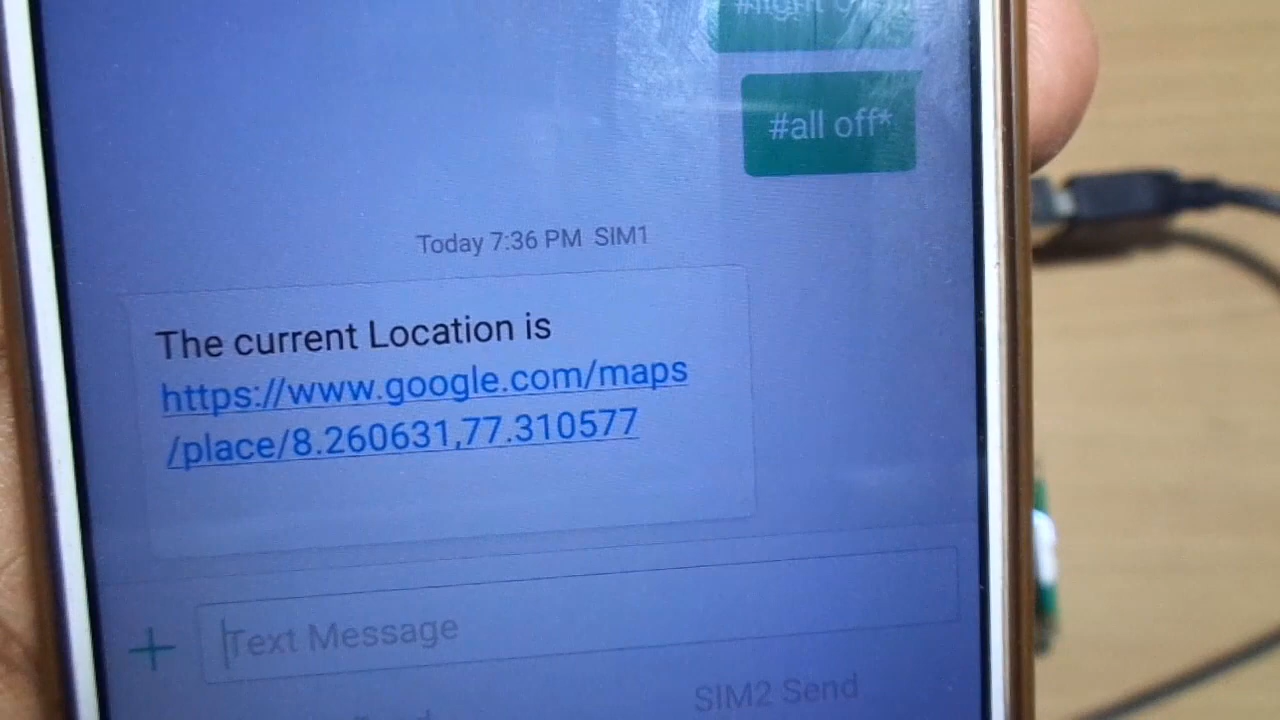 #light
#all off*
Today 7:36 PM SIM1
The current Location is
https://www.google.com/maps
/place/8.260631,77.310577
Text Message
SIM2 Send